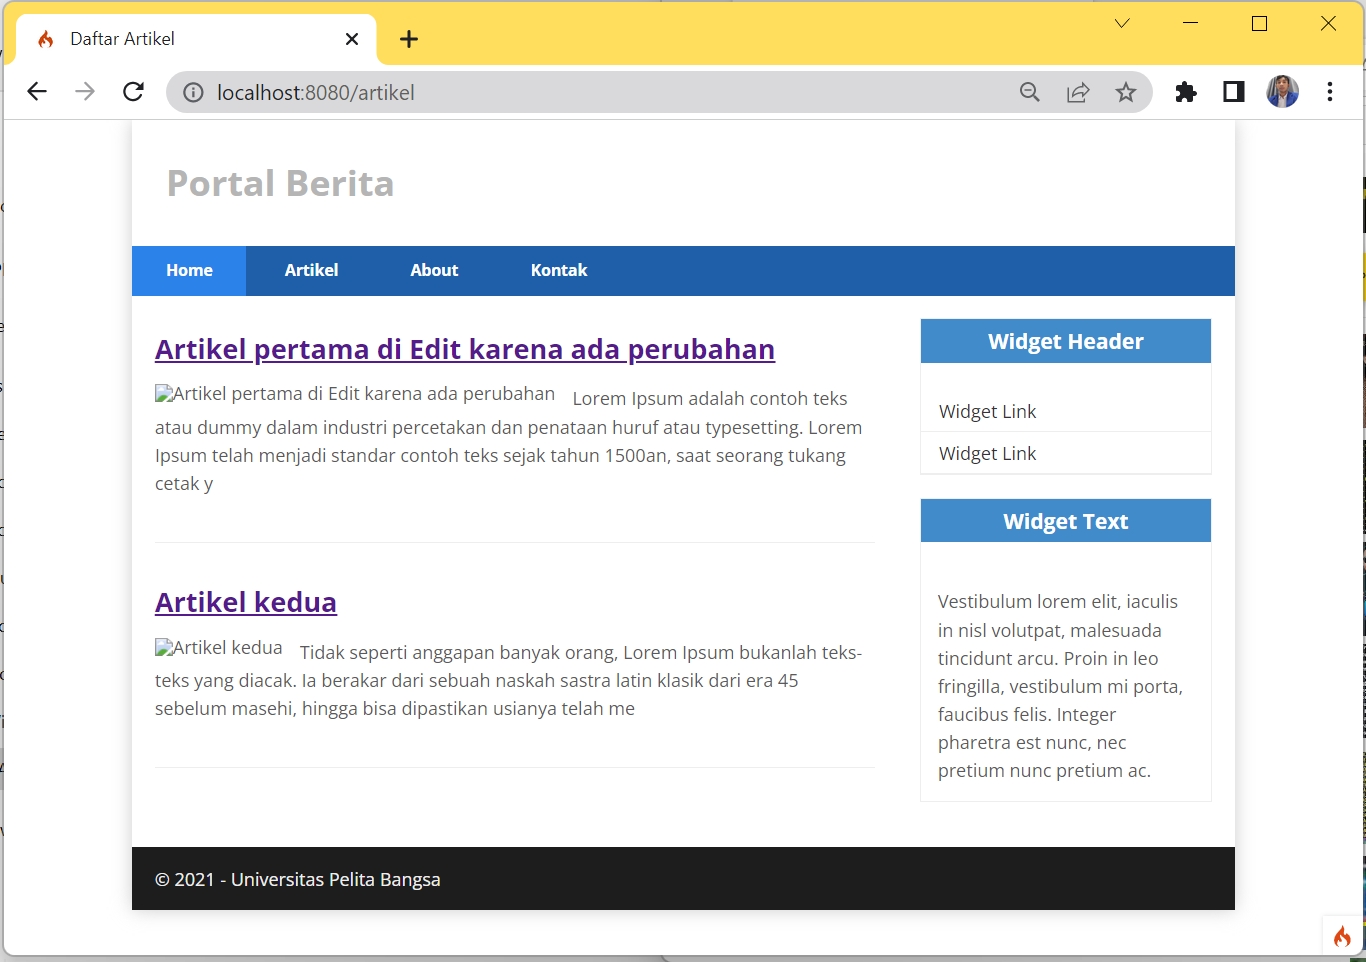 Daftar Artikel
localhost:8080/artikel
Portal Berita
Home Artikel About Kontak
Artikel pertama di Edit karena ada perubahan
Artikel pertama di Edit karena ada perubahan Lorem Ipsum adalah contoh teks
atau dummy dalam industri percetakan dan penataan huruf atau typesetting. Lorem
Ipsum telah menjadi standar contoh teks sejak tahun 1500an, saat seorang tukang
cetak y
Artikel kedua
Artikel kedua Tidak seperti anggapan banyak orang, Lorem Ipsum bukanlah teks-
teks yang diacak. Ia berakar dari sebuah naskah sastra latin klasik dari era 45
sebelum masehi, hingga bisa dipastikan usianya telah me
Widget Header
Widget Link
Widget Link
Widget Text
Vestibulum lorem elit, iaculis
in nisl volutpat, malesuada
tincidunt arcu. Proin in leo
fringilla, vestibulum mi porta,
faucibus felis. Integer
pharetra est nunc, nec
pretium nunc pretium ac.
© 2021 - Universitas Pelita Bangsa